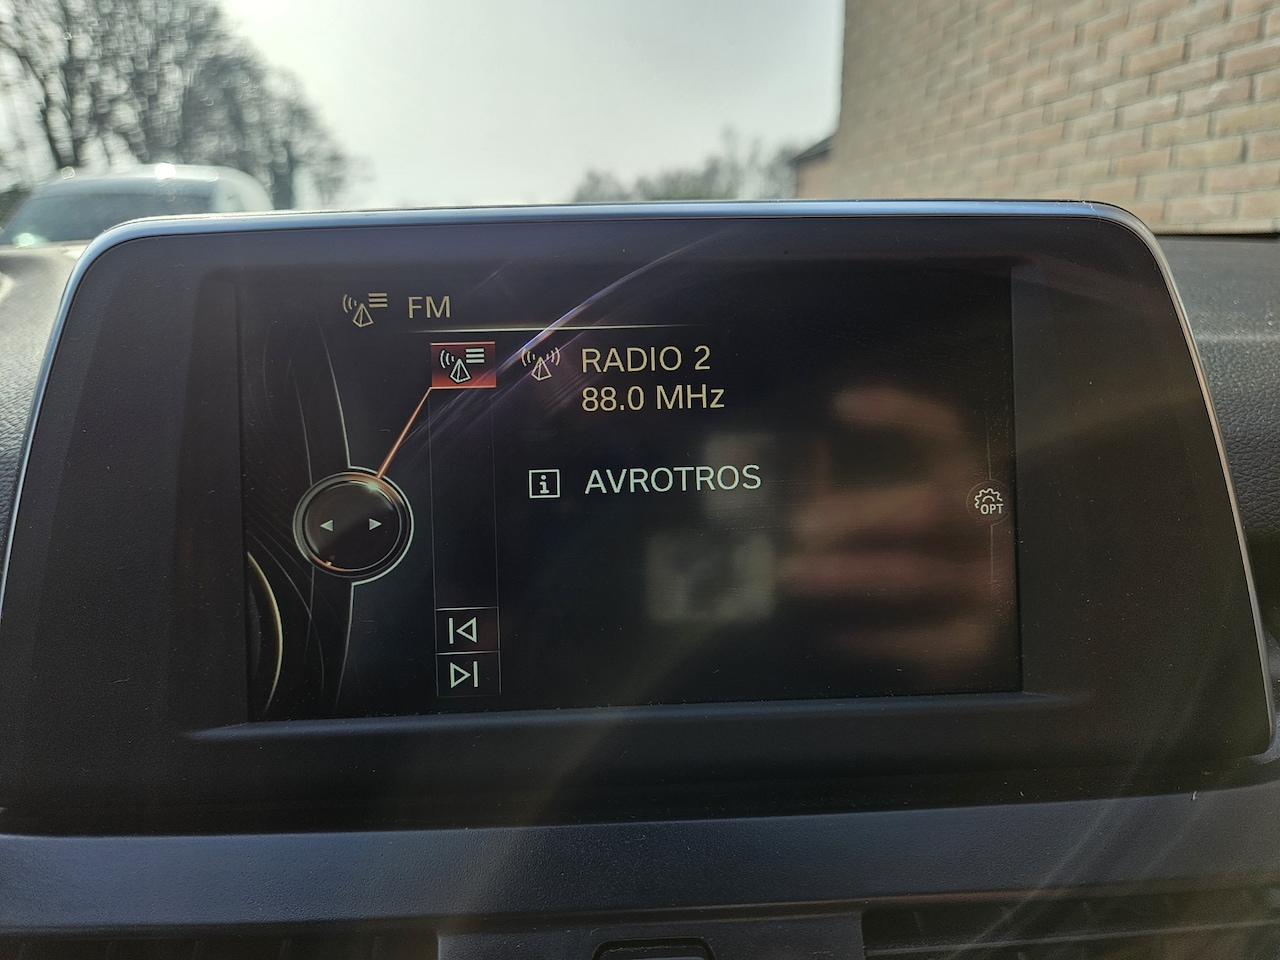 FM
RADIO 2
88.0 MHz
i AVROTROS
OPT